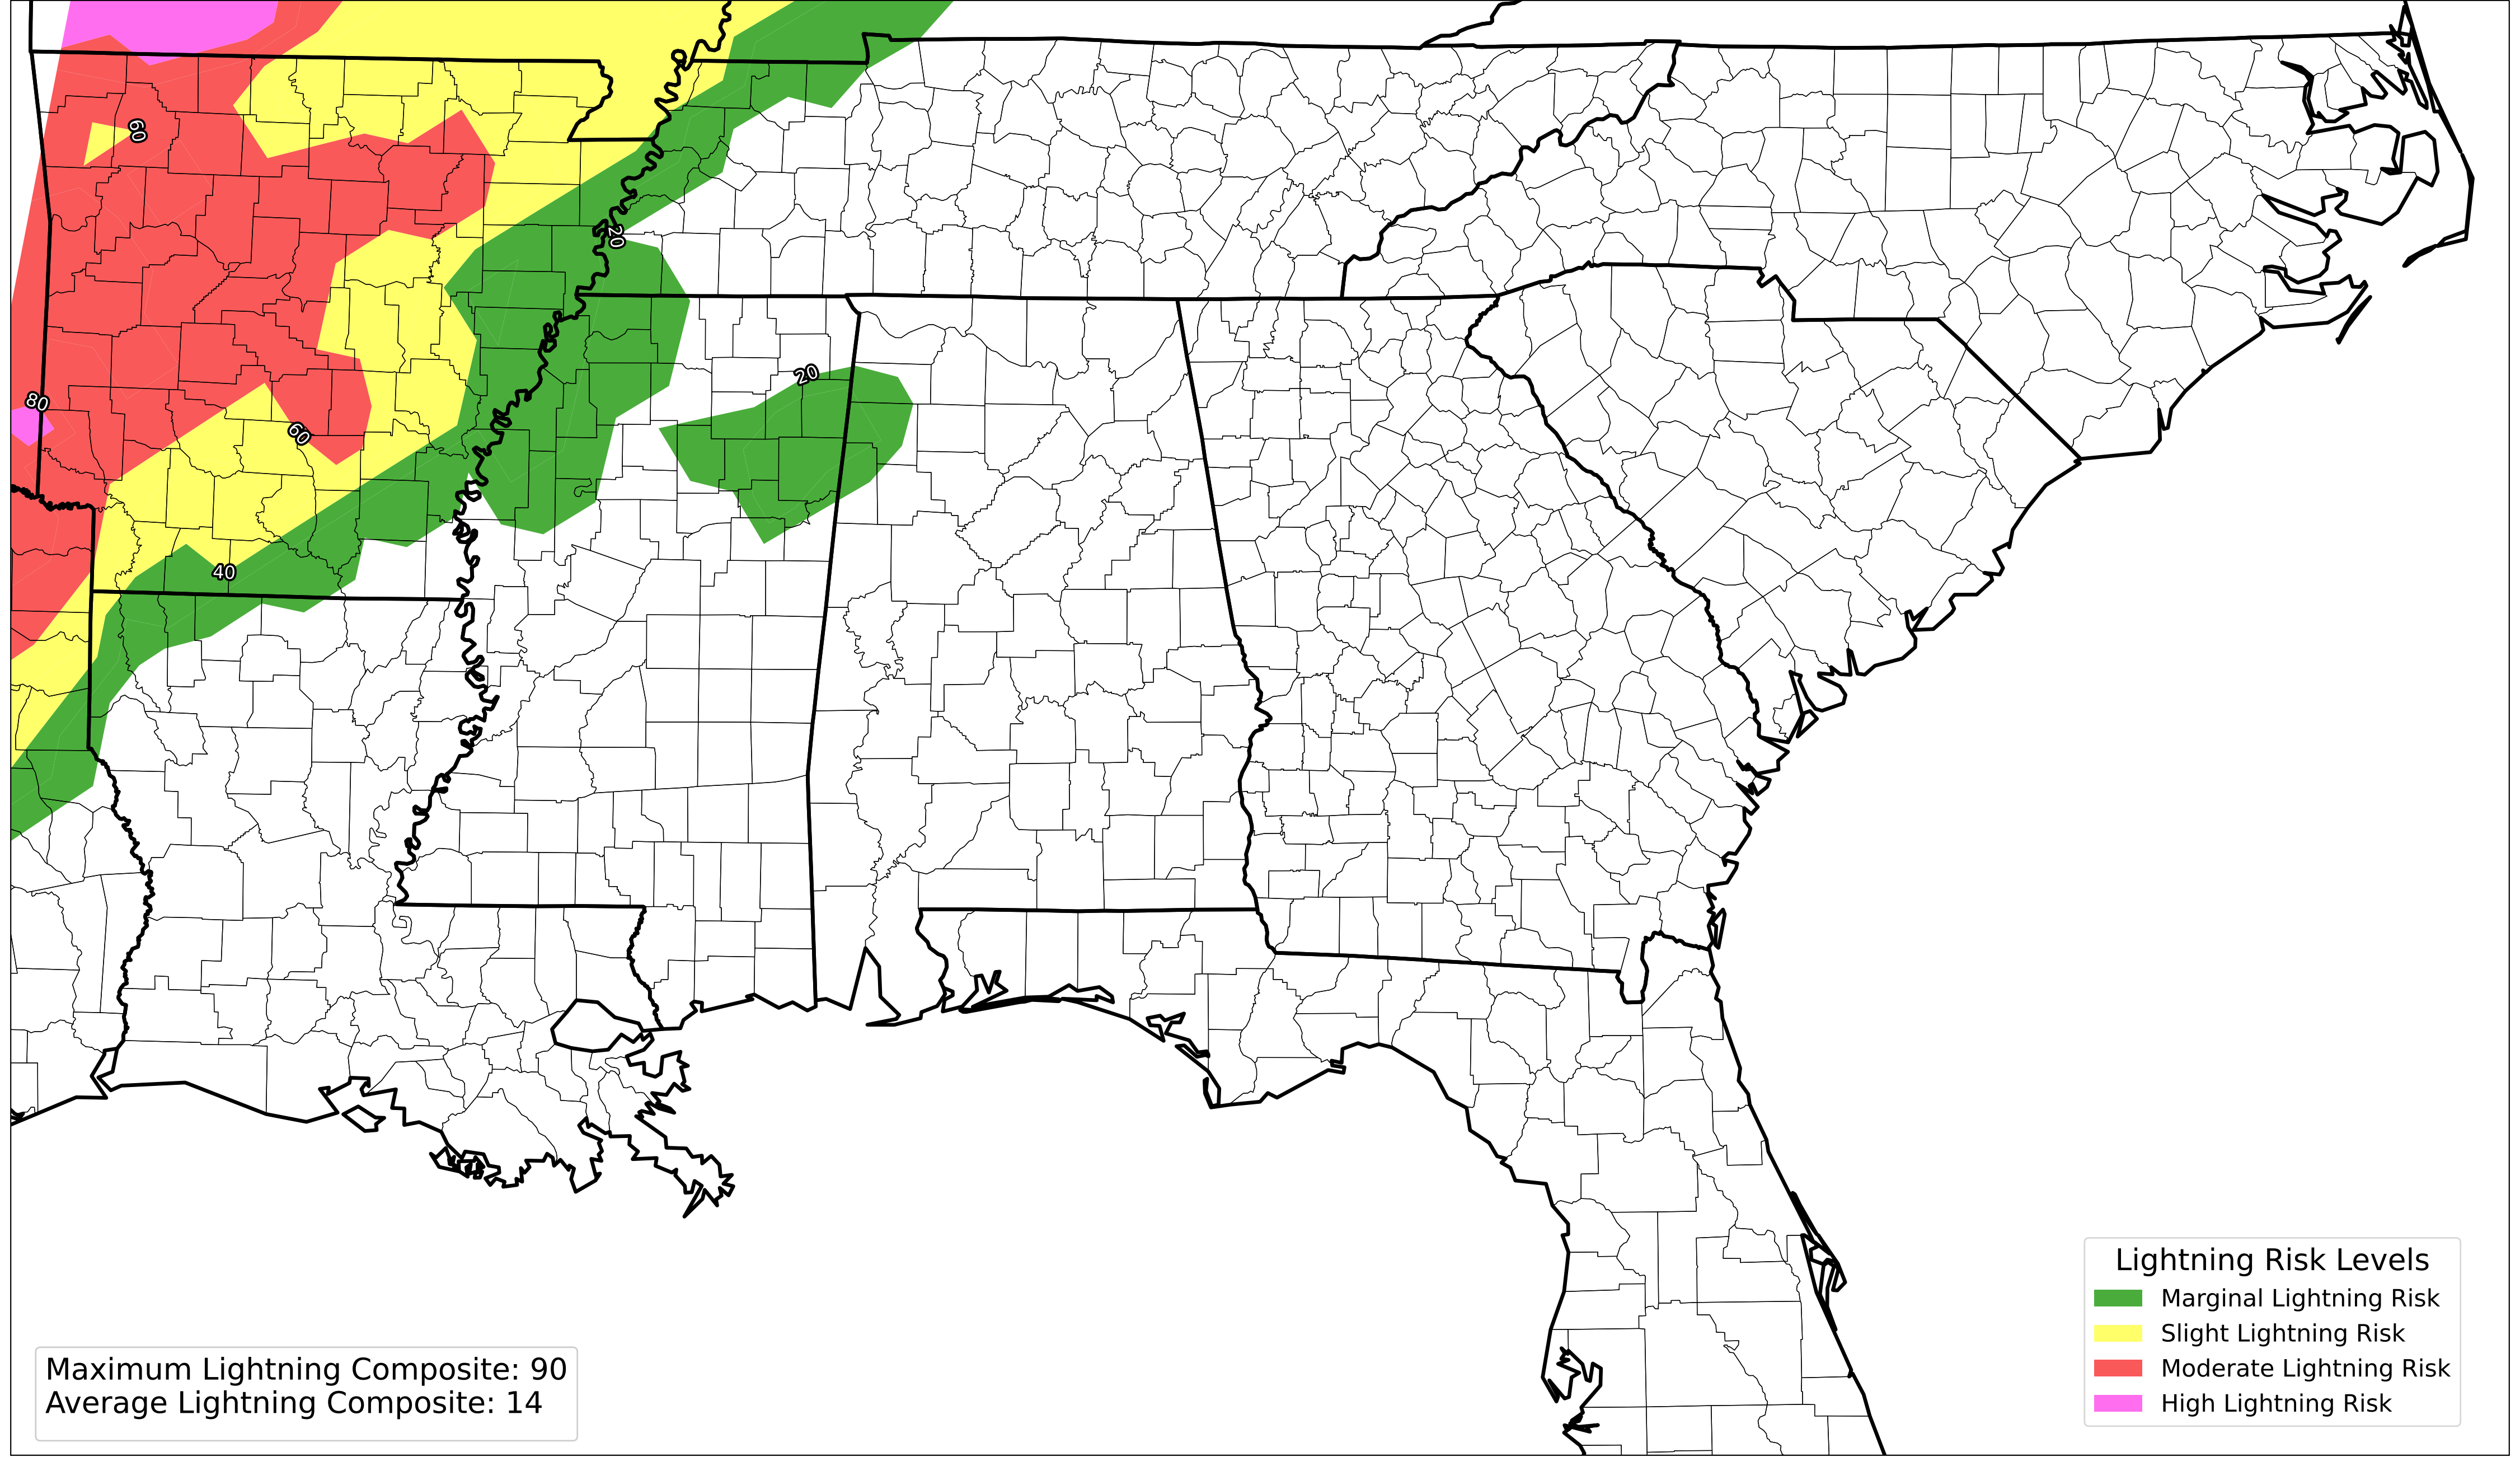 60
20
20
80
60
40
Lightning Risk Levels
Marginal Lightning Risk
Slight Lightning Risk
Moderate Lightning Risk
High Lightning Risk
Maximum Lightning Composite: 90
Average Lightning Composite: 14